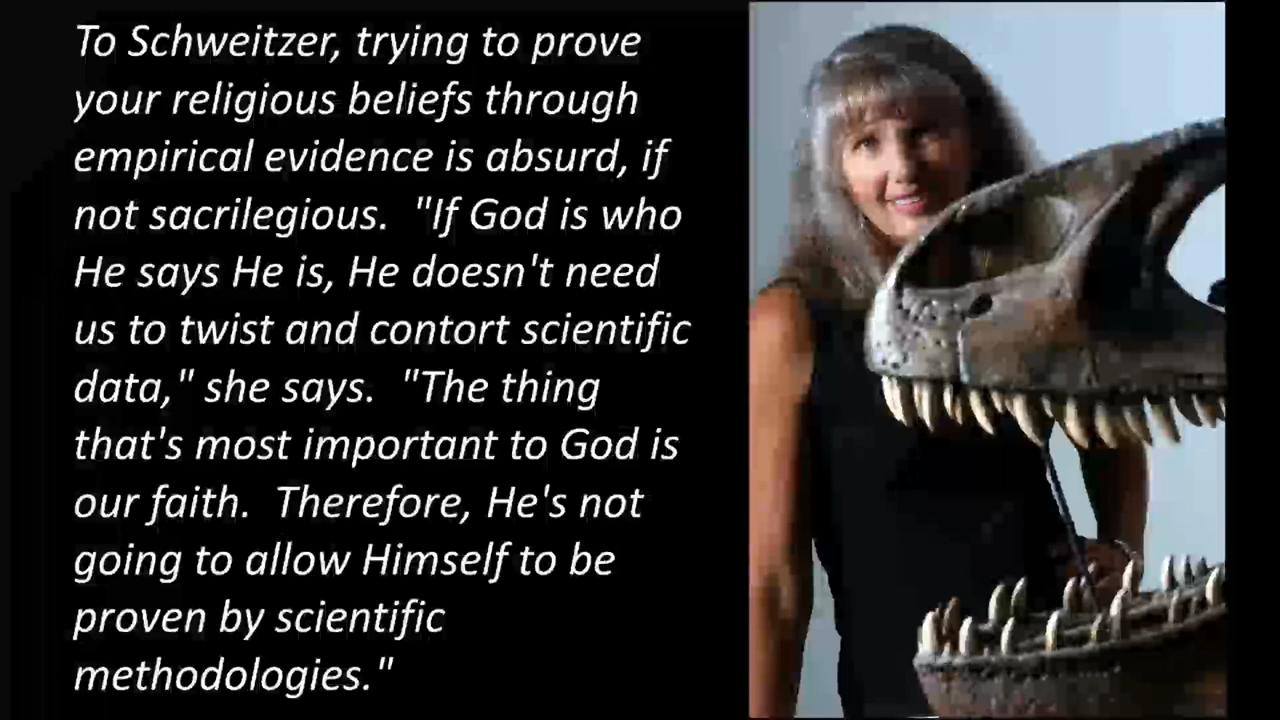 To Schweitzer, trying to prove
your religious beliefs through
empirical evidence is absurd, if
not sacrilegious.  "If God is who
He says He is, He doesn't need
us to twist and contort scientific
data," she says.  "The thing
that's most important to God is
our faith.  Therefore, He's not
going to allow Himself to be
proven by scientific
methodologies."